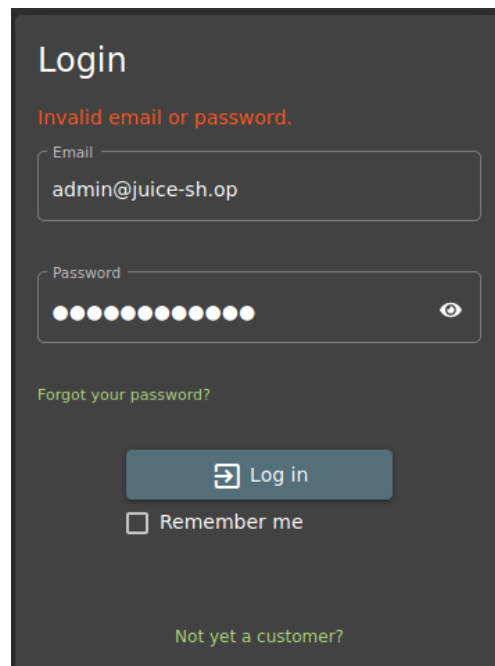 Login
Invalid email or password.
Email
admin@juice-sh.op
Password
●●●●●●●●●●●●
Forgot your password?
Log in
Remember me
Not yet a customer?